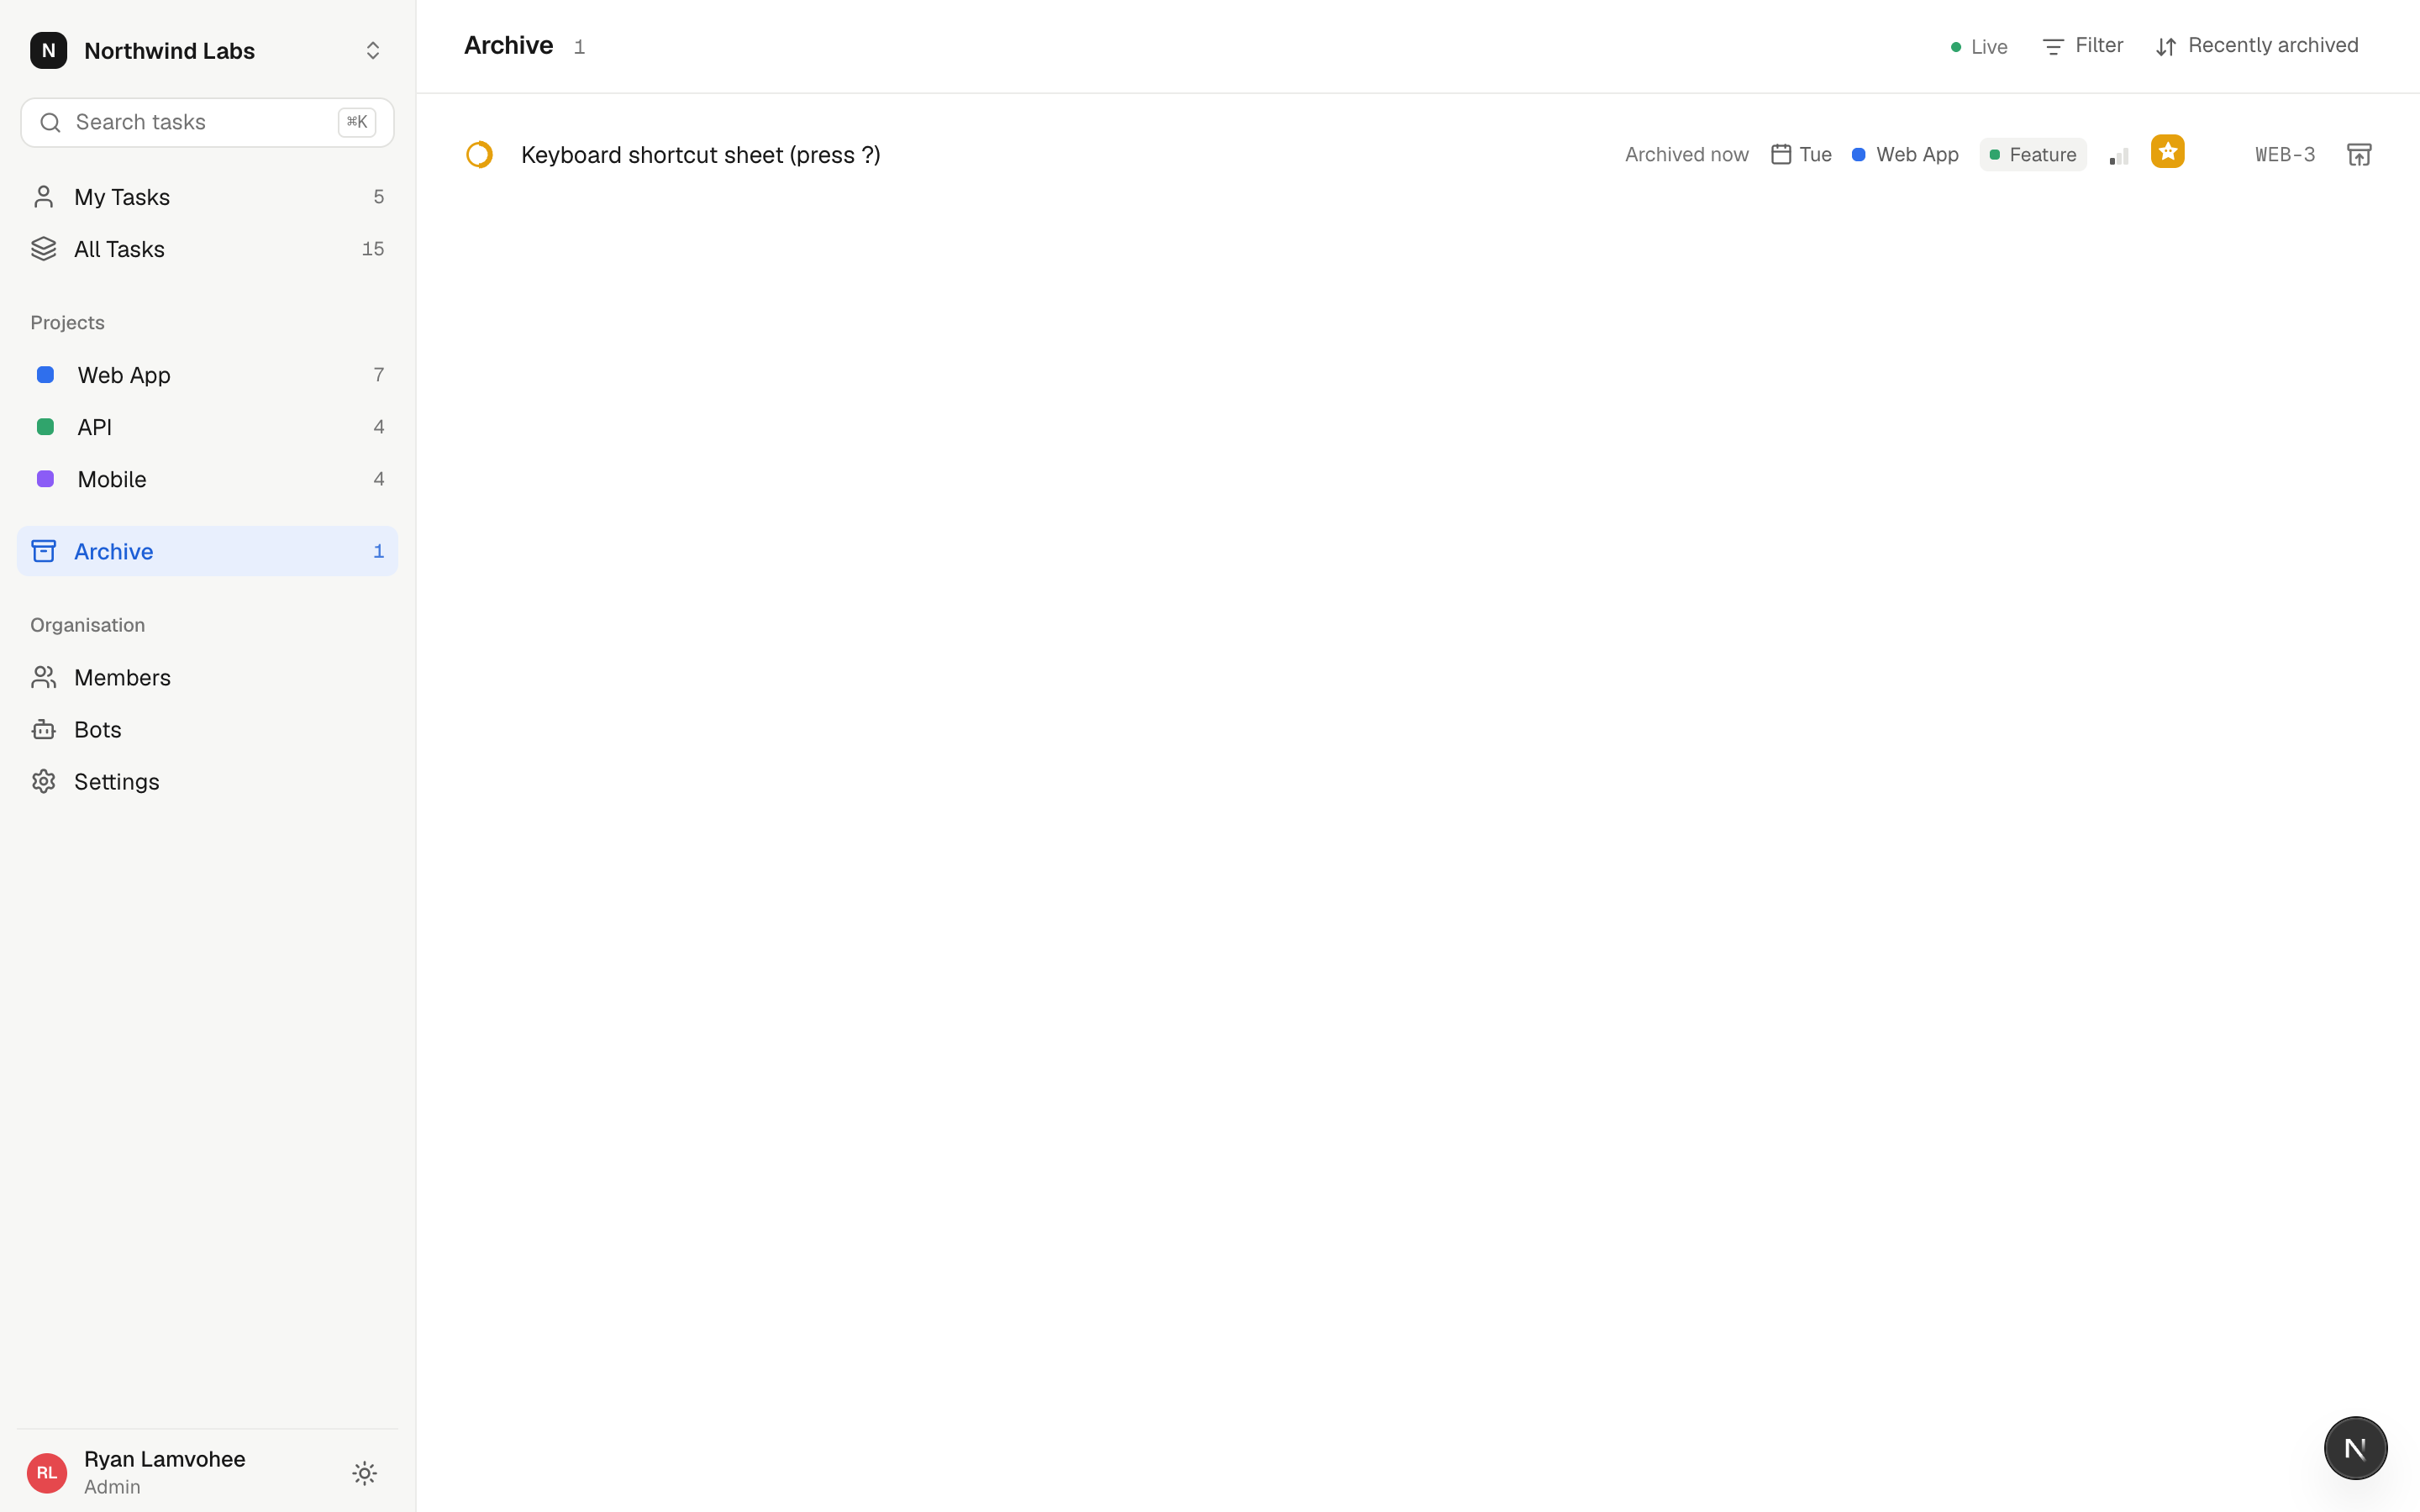 N Northwind Labs
Search tasks ⌘K
My Tasks 5
All Tasks 15
Projects
Web App 7
API 4
Mobile 4
Archive 1
Organisation
Members
Bots
Settings
RL Ryan Lamvohee
Admin
Archive 1
Live Filter Recently archived
Keyboard shortcut sheet (press ?) Archived now Tue Web App Feature WEB-3
N